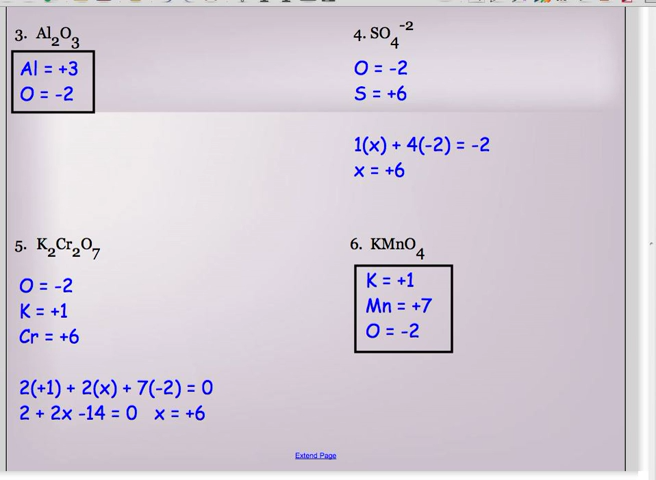 3. Al₂O₃
Al = +3
O = -2
4. SO₄⁻²
O = -2
S = +6
1(x) + 4(-2) = -2
x = +6
5. K₂Cr₂O₇
O = -2
K = +1
Cr = +6
2(+1) + 2(x) + 7(-2) = 0
2 + 2x -14 = 0 x = +6
6. KMnO₄
K = +1
Mn = +7
O = -2
Extend Page